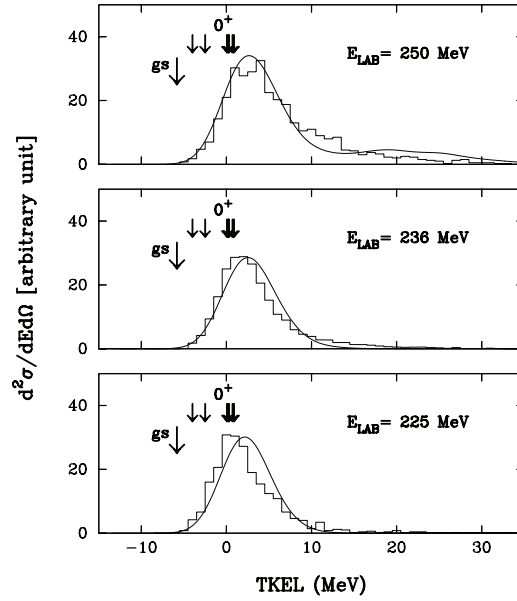 0⁺
40
gs
E_LAB = 250 MeV
20
0
0⁺
40
gs
E_LAB = 236 MeV
20
0
d²σ/dEdΩ [arbitrary unit]
0⁺
40
gs
E_LAB = 225 MeV
20
0
−10 0 10 20 30
TKEL (MeV)